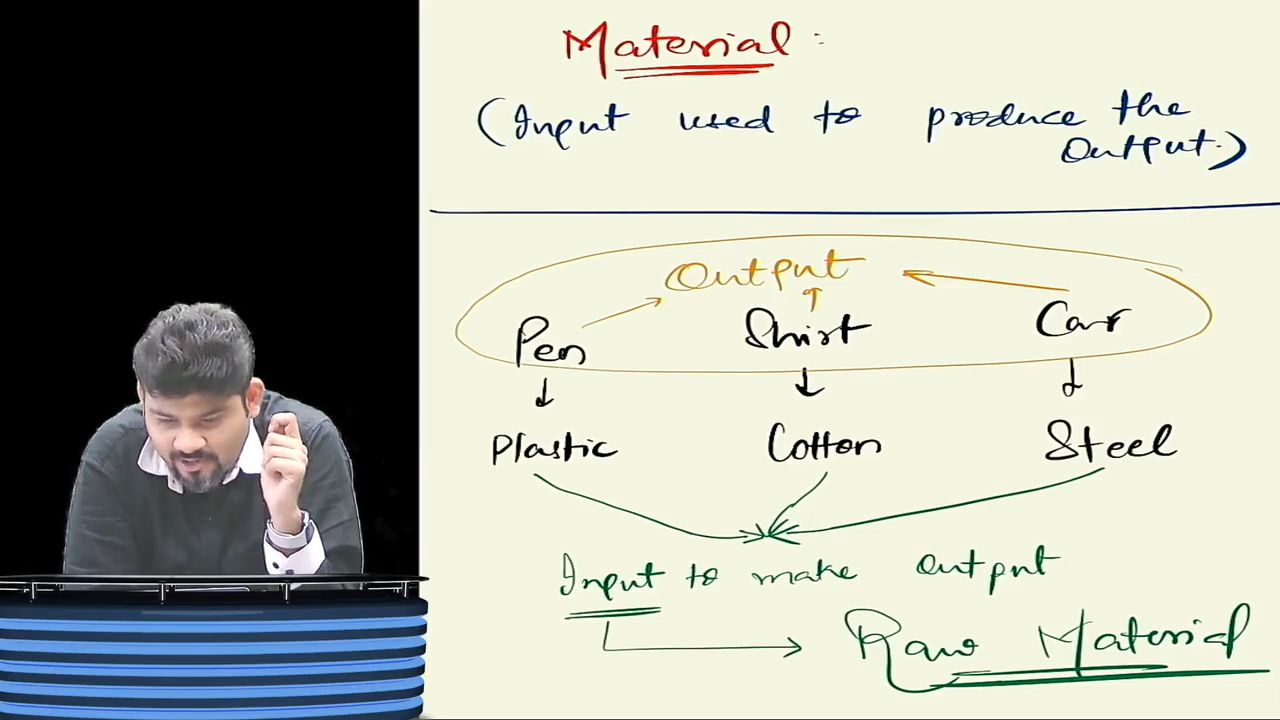 Material :
(Input used to produce the
Output.)
Output
Pen Shirt Car
Plastic Cotton Steel
Input to make output
Raw Material